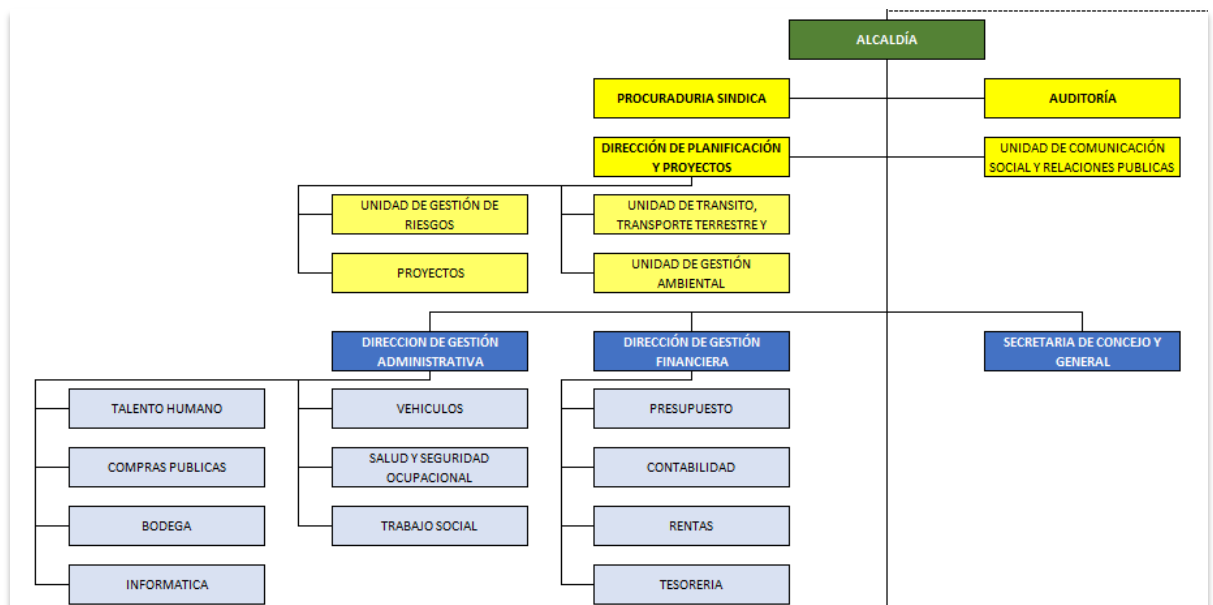 ALCALDÍA
PROCURADURIA SINDICA
AUDITORÍA
DIRECCIÓN DE PLANIFICACIÓN
Y PROYECTOS
UNIDAD DE COMUNICACIÓN
SOCIAL Y RELACIONES PUBLICAS
UNIDAD DE GESTIÓN DE
RIESGOS
UNIDAD DE TRANSITO,
TRANSPORTE TERRESTRE Y
PROYECTOS
UNIDAD DE GESTIÓN
AMBIENTAL
DIRECCION DE GESTIÓN
ADMINISTRATIVA
DIRECCIÓN DE GESTIÓN
FINANCIERA
SECRETARIA DE CONCEJO Y
GENERAL
TALENTO HUMANO
VEHICULOS
PRESUPUESTO
COMPRAS PUBLICAS
SALUD Y SEGURIDAD
OCUPACIONAL
CONTABILIDAD
BODEGA
TRABAJO SOCIAL
RENTAS
INFORMATICA
TESORERIA